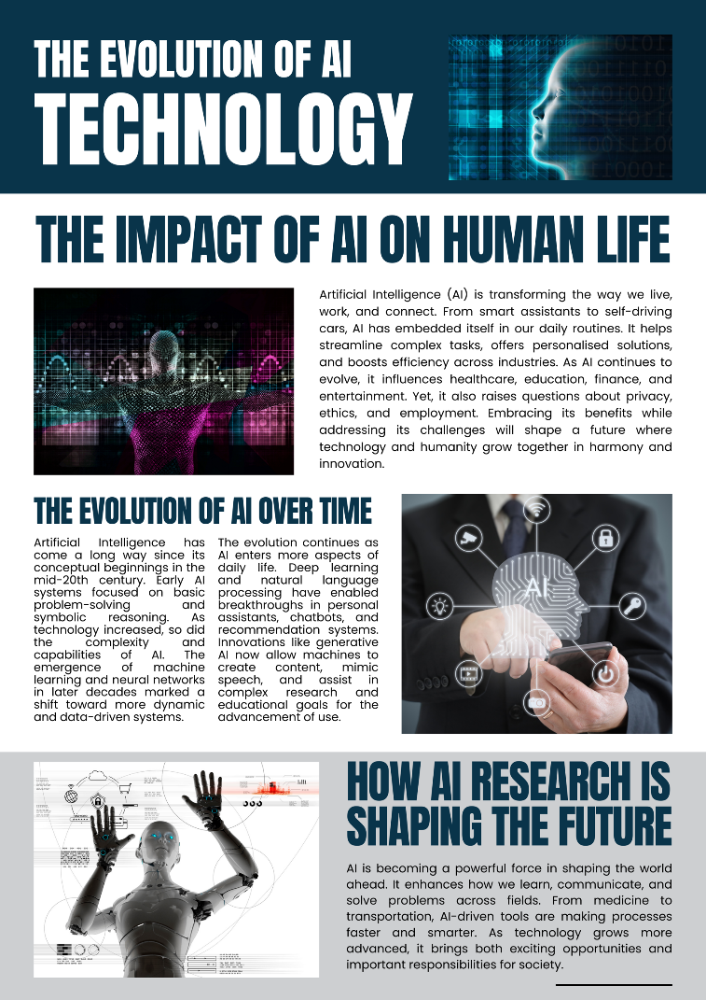 THE EVOLUTION OF AI
TECHNOLOGY
THE IMPACT OF AI ON HUMAN LIFE
Artificial Intelligence (AI) is transforming the way we live,
work, and connect. From smart assistants to self-driving
cars, AI has embedded itself in our daily routines. It helps
streamline complex tasks, offers personalised solutions,
and boosts efficiency across industries. As AI continues to
evolve, it influences healthcare, education, finance, and
entertainment. Yet, it also raises questions about privacy,
ethics, and employment. Embracing its benefits while
addressing its challenges will shape a future where
technology and humanity grow together in harmony and
innovation.
THE EVOLUTION OF AI OVER TIME
Artificial Intelligence has
come a long way since its
conceptual beginnings in the
mid-20th century. Early AI
systems focused on basic
problem-solving and
symbolic reasoning. As
technology increased, so did
the complexity and
capabilities of AI. The
emergence of machine
learning and neural networks
in later decades marked a
shift toward more dynamic
and data-driven systems.
The evolution continues as
AI enters more aspects of
daily life. Deep learning
and natural language
processing have enabled
breakthroughs in personal
assistants, chatbots, and
recommendation systems.
Innovations like generative
AI now allow machines to
create content, mimic
speech, and assist in
complex research and
educational goals for the
advancement of use.
AI
HOW AI RESEARCH IS
SHAPING THE FUTURE
AI is becoming a powerful force in shaping the world
ahead. It enhances how we learn, communicate, and
solve problems across fields. From medicine to
transportation, AI-driven tools are making processes
faster and smarter. As technology grows more
advanced, it brings both exciting opportunities and
important responsibilities for society.